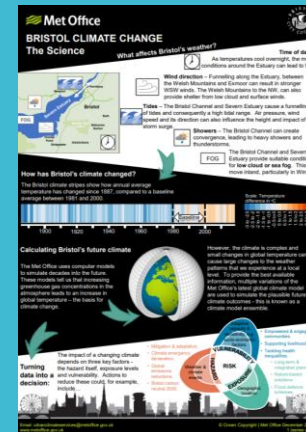 Met Office
BRISTOL CLIMATE CHANGE
The Science
What affects Bristol's weather?
Time of da
As temperatures cool overnight, the m
conditions around the Estuary can lead to f
Wind direction – Funnelling along the Estuary, between
the Welsh Mountains and Exmoor can result in stronger
WSW winds. The Welsh Mountains to the NW, can also
provide shelter from low cloud and surface winds.
Tides – The Bristol Channel and Severn Estuary cause a funnelli
of tides and consequently a high tidal range. Air pressure, wind
speed and its direction can also influence the height and impact of
storm surge.
Showers – The Bristol Channel can create
convergence, leading to heavy showers and
thunderstorms.
Bristol
FOG
FOG
The Bristol Channel and Severn
Estuary provide suitable conditi
for low cloud or sea fog. This
move inland, particularly in Win
How has Bristol's climate changed?
The Bristol climate stripes show how annual average
temperature has changed since 1887, compared to a baseline
average between 1981 and 2000.
Scale: Temperature
difference in °C
baseline
1900 1920 1940 1960 1980 2000
Calculating Bristol's future climate
The Met Office uses computer models
to simulate decades into the future.
These models tell us that increasing
greenhouse gas concentrations in the
atmosphere leads to an increase in
global temperature – the basis for
climate change.
However, the climate is complex and
small changes in global temperature can
cause large changes to the weather
patterns that we experience at a local
level. To provide the best available
information, multiple variations of the
Met Office's latest global climate model
are used to simulate the plausible future
climate outcomes – this is known as a
climate model ensemble.
Turning
data into a
decision:
The impact of a changing climate
depends on three key factors -
the hazard itself, exposure levels
and vulnerability. Actions to
reduce these could, for example,
include...
VULNERABILITY
RISK
EXPOSURE